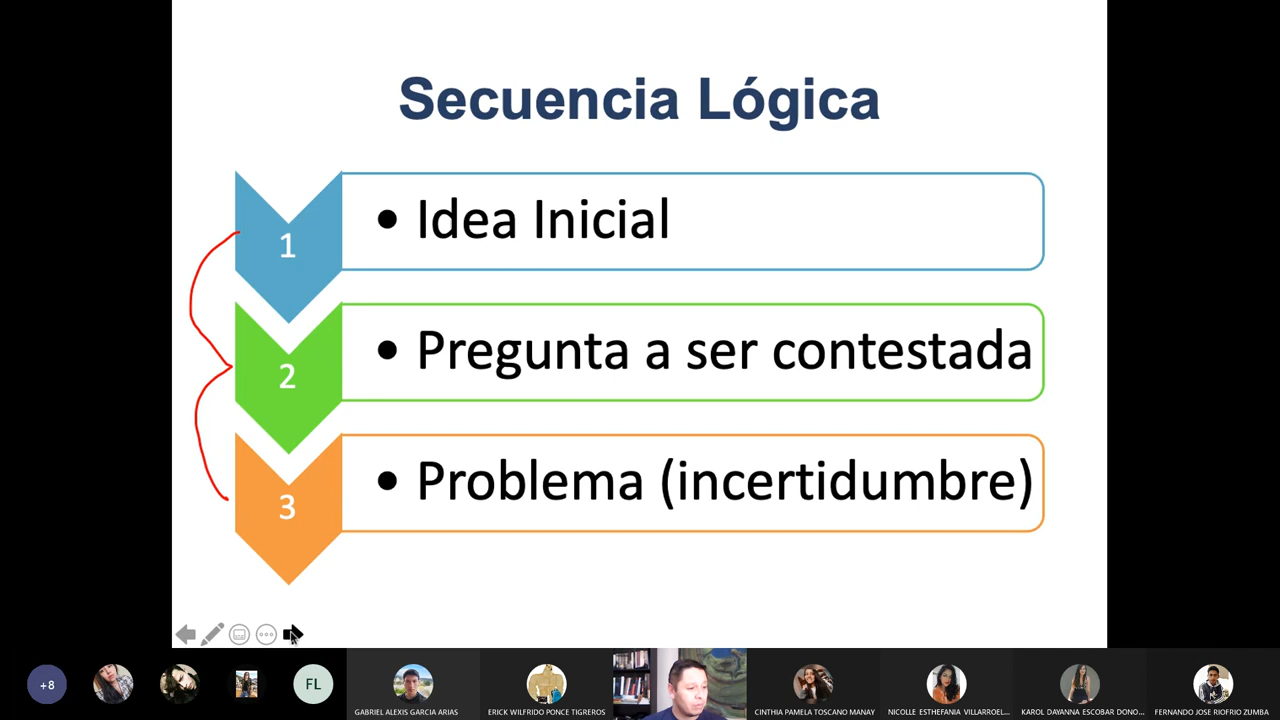 Secuencia Lógica
1
• Idea Inicial
2
• Pregunta a ser contestada
3
• Problema (incertidumbre)
+8
FL
GABRIEL ALEXIS GARCIA ARIAS
ERICK WILFRIDO PONCE TIGREROS
CINTHIA PAMELA TOSCANO MANAY
NICOLLE ESTHEFANIA VILLARROEL...
KAROL DAYANNA ESCOBAR DONO...
FERNANDO JOSE RIOFRIO ZUMBA